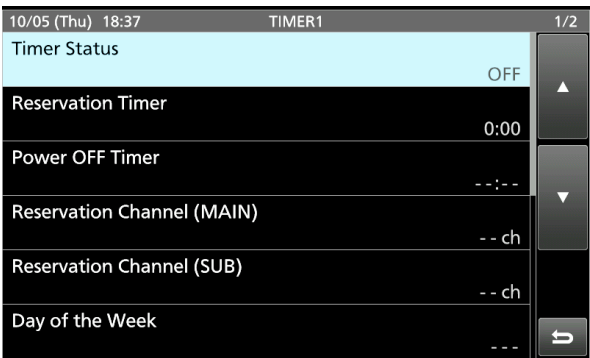 10/05 (Thu) 18:37 TIMER1 1/2
Timer Status
OFF
Reservation Timer
0:00
Power OFF Timer
--:--
Reservation Channel (MAIN)
-- ch
Reservation Channel (SUB)
-- ch
Day of the Week
---